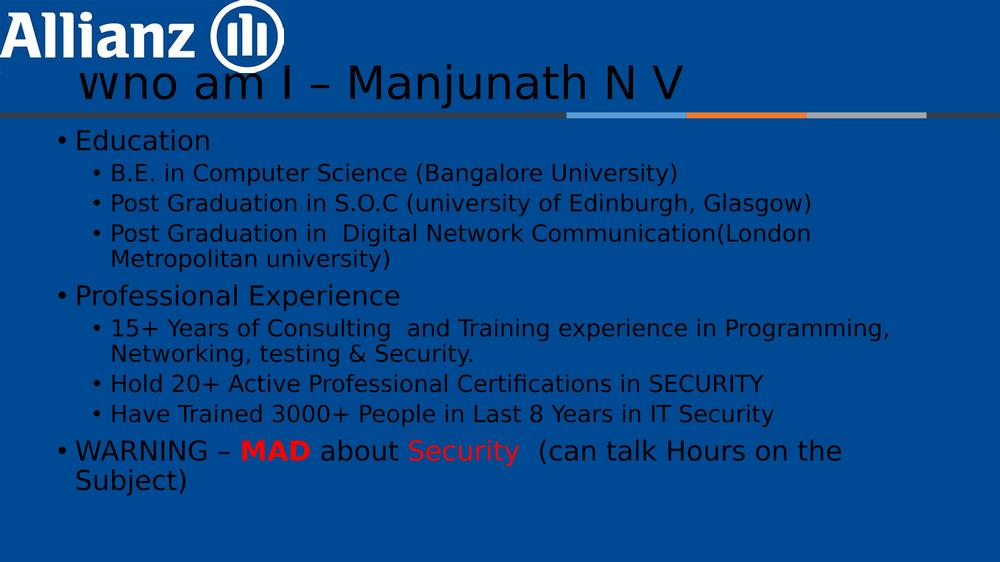 Allianz
Who am I – Manjunath N V
• Education
• B.E. in Computer Science (Bangalore University)
• Post Graduation in S.O.C (university of Edinburgh, Glasgow)
• Post Graduation in  Digital Network Communication(London
Metropolitan university)
• Professional Experience
• 15+ Years of Consulting  and Training experience in Programming,
Networking, testing & Security.
• Hold 20+ Active Professional Certifications in SECURITY
• Have Trained 3000+ People in Last 8 Years in IT Security
• WARNING – MAD about Security  (can talk Hours on the
Subject)